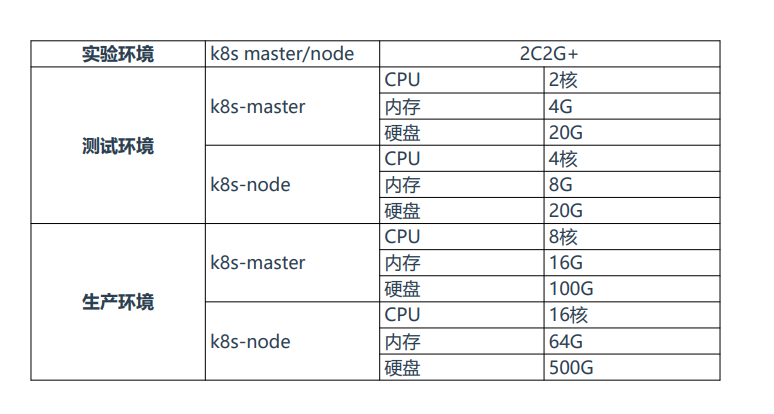 实验环境 k8s master/node 2C2G+
测试环境 k8s-master CPU 2核
内存 4G
硬盘 20G
k8s-node CPU 4核
内存 8G
硬盘 20G
生产环境 k8s-master CPU 8核
内存 16G
硬盘 100G
k8s-node CPU 16核
内存 64G
硬盘 500G